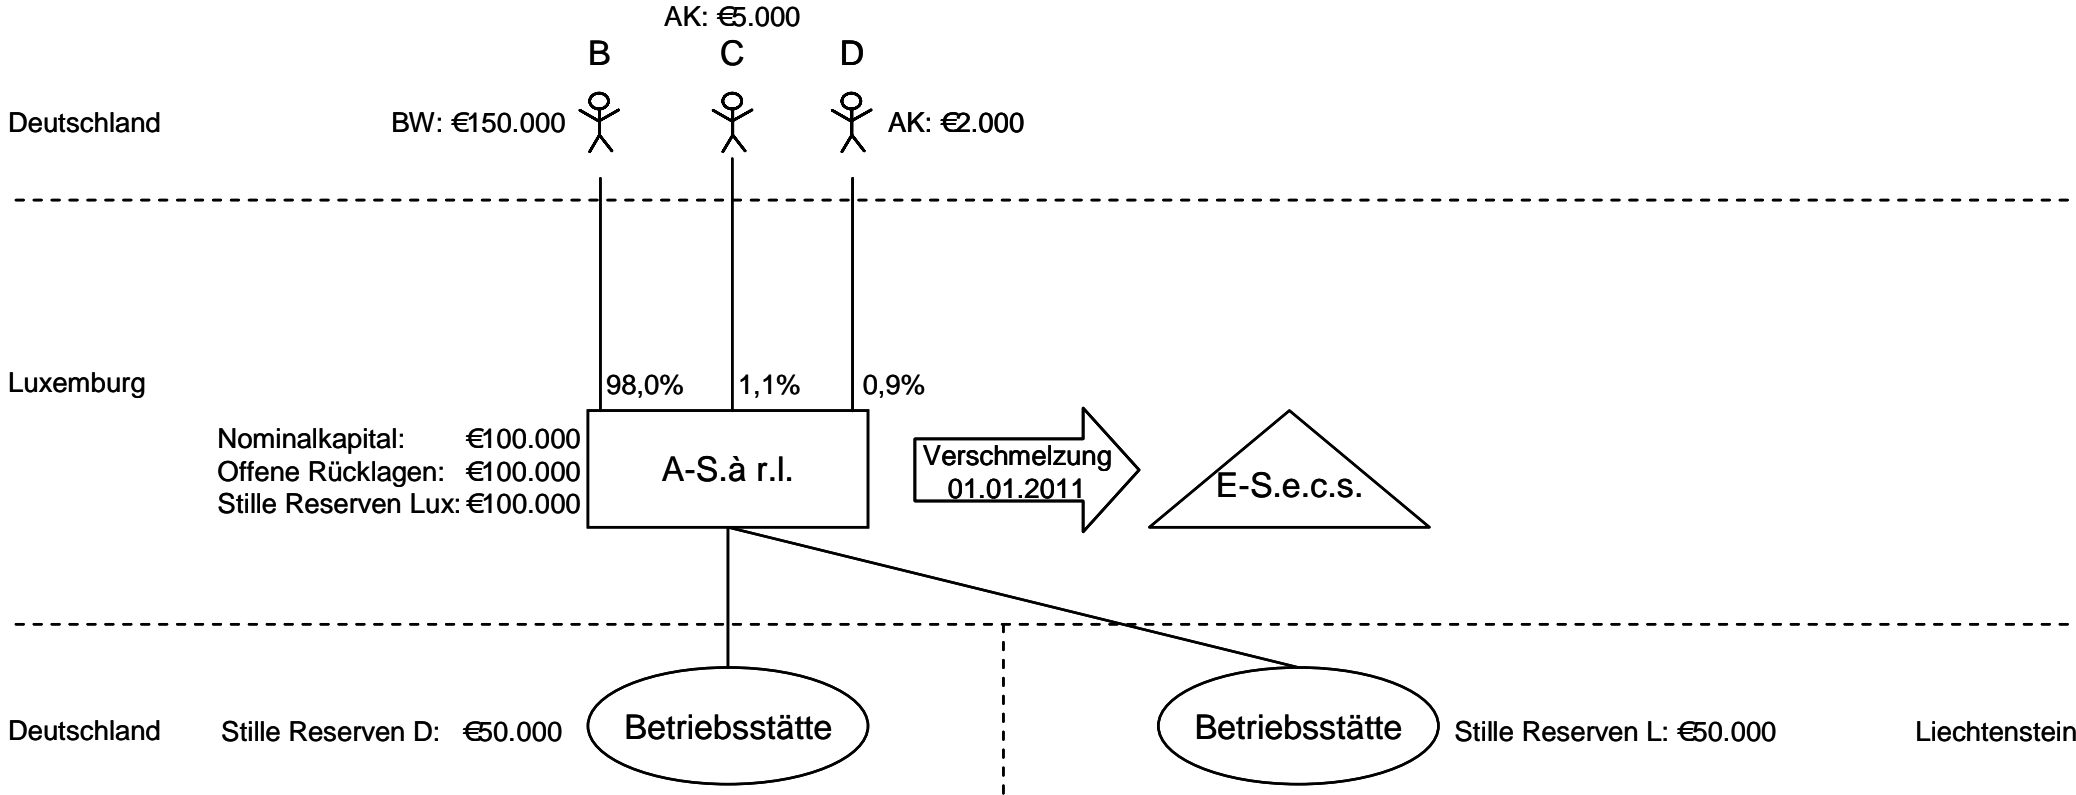 AK: €5.000
B C D
Deutschland BW: €150.000 AK: €2.000
Luxemburg 98,0% 1,1% 0,9%
Nominalkapital: €100.000
Offene Rücklagen: €100.000
Stille Reserven Lux: €100.000
A-S.à r.l.
Verschmelzung
01.01.2011
E-S.e.c.s.
Deutschland Stille Reserven D: €50.000 Betriebsstätte Betriebsstätte Stille Reserven L: €50.000 Liechtenstein